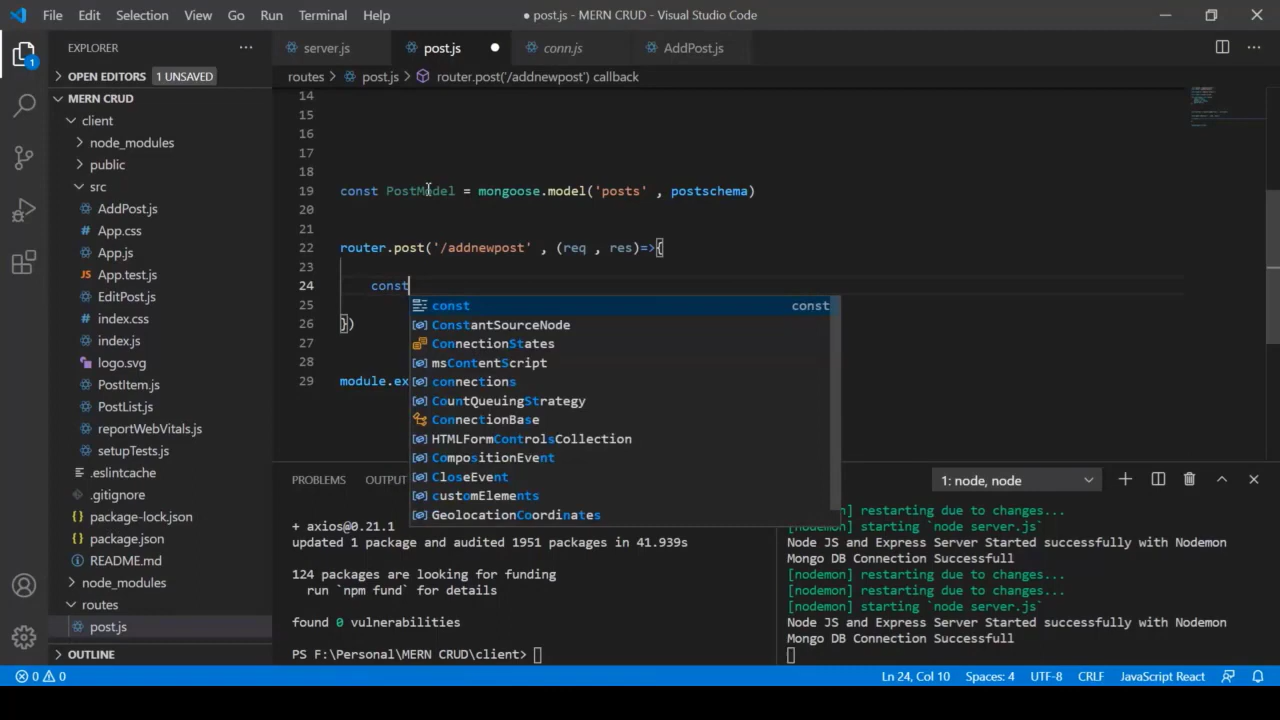 File Edit Selection View Go Run Terminal Help
● post.js - MERN CRUD - Visual Studio Code
EXPLORER
OPEN EDITORS 1 UNSAVED
MERN CRUD
client
node_modules
public
src
AddPost.js
App.css
App.js
App.test.js
EditPost.js
index.css
index.js
logo.svg
PostItem.js
PostList.js
reportWebVitals.js
setupTests.js
.eslintcache
.gitignore
package-lock.json
package.json
README.md
node_modules
routes
post.js
OUTLINE
server.js post.js conn.js AddPost.js
routes > post.js > router.post('/addnewpost') callback
14
15
16
17
18
19 const PostModel = mongoose.model('posts' , postschema)
20
21
22 router.post('/addnewpost' , (req , res)=>{
23
24 const
25
26 })
27
28
29 module.ex
const const
ConstantSourceNode
ConnectionStates
msContentScript
connections
CountQueuingStrategy
ConnectionBase
HTMLFormControlsCollection
CompositionEvent
CloseEvent
customElements
GeolocationCoordinates
PROBLEMS OUTPU 1: node, node
+ axios@0.21.1
updated 1 package and audited 1951 packages in 41.939s
124 packages are looking for funding
run `npm fund` for details
found 0 vulnerabilities
PS F:\Personal\MERN CRUD\client>
restarting due to changes...
[nodemon] starting `node server.js`
Node JS and Express Server Started successfully with Nodemon
Mongo DB Connection Successfull
[nodemon] restarting due to changes...
[nodemon] restarting due to changes...
[nodemon] starting `node server.js`
Node JS and Express Server Started successfully with Nodemon
Mongo DB Connection Successfull
0 0 Ln 24, Col 10 Spaces: 4 UTF-8 CRLF JavaScript React